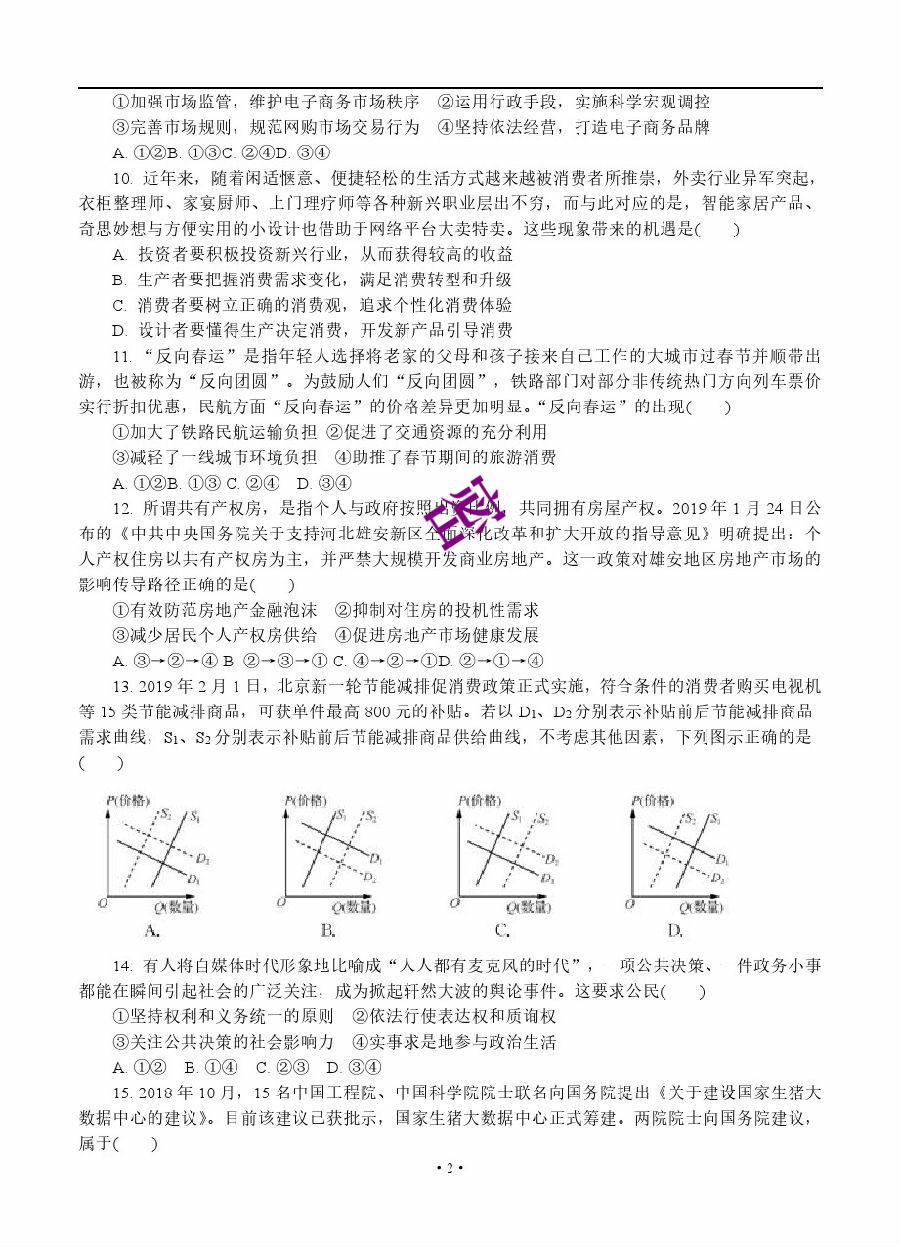 ①加强市场监管，维护电子商务市场秩序　②运用行政手段，实施科学宏观调控
③完善市场规则，规范网购市场交易行为　④坚持依法经营，打造电子商务品牌
A. ①②B. ①③C. ②④D. ③④
10. 近年来，随着闲适惬意、便捷轻松的生活方式越来越被消费者所推崇，外卖行业异军突起，
衣柜整理师、家宴厨师、上门理疗师等各种新兴职业层出不穷，而与此对应的是，智能家居产品、
奇思妙想与方便实用的小设计也借助于网络平台大卖特卖。这些现象带来的机遇是(　　)
A. 投资者要积极投资新兴行业，从而获得较高的收益
B. 生产者要把握消费需求变化，满足消费转型和升级
C. 消费者要树立正确的消费观，追求个性化消费体验
D. 设计者要懂得生产决定消费，开发新产品引导消费
11. “反向春运”是指年轻人选择将老家的父母和孩子接来自己工作的大城市过春节并顺带出
游，也被称为“反向团圆”。为鼓励人们“反向团圆”，铁路部门对部分非传统热门方向列车票价
实行折扣优惠，民航方面“反向春运”的价格差异更加明显。“反向春运”的出现(　　)
①加大了铁路民航运输负担 ②促进了交通资源的充分利用
③减轻了一线城市环境负担　④助推了春节期间的旅游消费
A. ①②B. ①③ C. ②④　D. ③④
12. 所谓共有产权房，是指个人与政府按照出资比例，共同拥有房屋产权。2019 年 1 月 24 日公
布的《中共中央国务院关于支持河北雄安新区全面深化改革和扩大开放的指导意见》明确提出：个
人产权住房以共有产权房为主，并严禁大规模开发商业房地产。这一政策对雄安地区房地产市场的
影响传导路径正确的是(　　)
①有效防范房地产金融泡沫　②抑制对住房的投机性需求
③减少居民个人产权房供给　④促进房地产市场健康发展
A. ③→②→④ B ②→③→① C. ④→②→①D. ②→①→④
13. 2019 年 2 月 1 日，北京新一轮节能减排促消费政策正式实施，符合条件的消费者购买电视机
等 15 类节能减排商品，可获单件最高 800 元的补贴。若以 D₁、D₂分别表示补贴前后节能减排商品
需求曲线，S₁、S₂分别表示补贴前后节能减排商品供给曲线，不考虑其他因素，下列图示正确的是
(　　)
P(价格) S₂ S₁ D₂ D₁ O Q(数量)
P(价格) S₁ S₂ D₁ D₂ O Q(数量)
P(价格) S₁ S₂ D₂ D₁ O Q(数量)
P(价格) S₂ S₁ D₁ D₂ O Q(数量)
A. B. C. D.
14. 有人将自媒体时代形象地比喻成“人人都有麦克风的时代”，项公共决策、件政务小事
都能在瞬间引起社会的广泛关注，成为掀起轩然大波的舆论事件。这要求公民(　　)
①坚持权利和义务统一的原则　②依法行使表达权和质询权
③关注公共决策的社会影响力　④实事求是地参与政治生活
A. ①②　B. ①④　C. ②③　D. ③④
15. 2018 年 10 月，15 名中国工程院、中国科学院院士联名向国务院提出《关于建设国家生猪大
数据中心的建议》。目前该建议已获批示，国家生猪大数据中心正式筹建。两院院士向国务院建议，
属于(　　)
· 2 ·